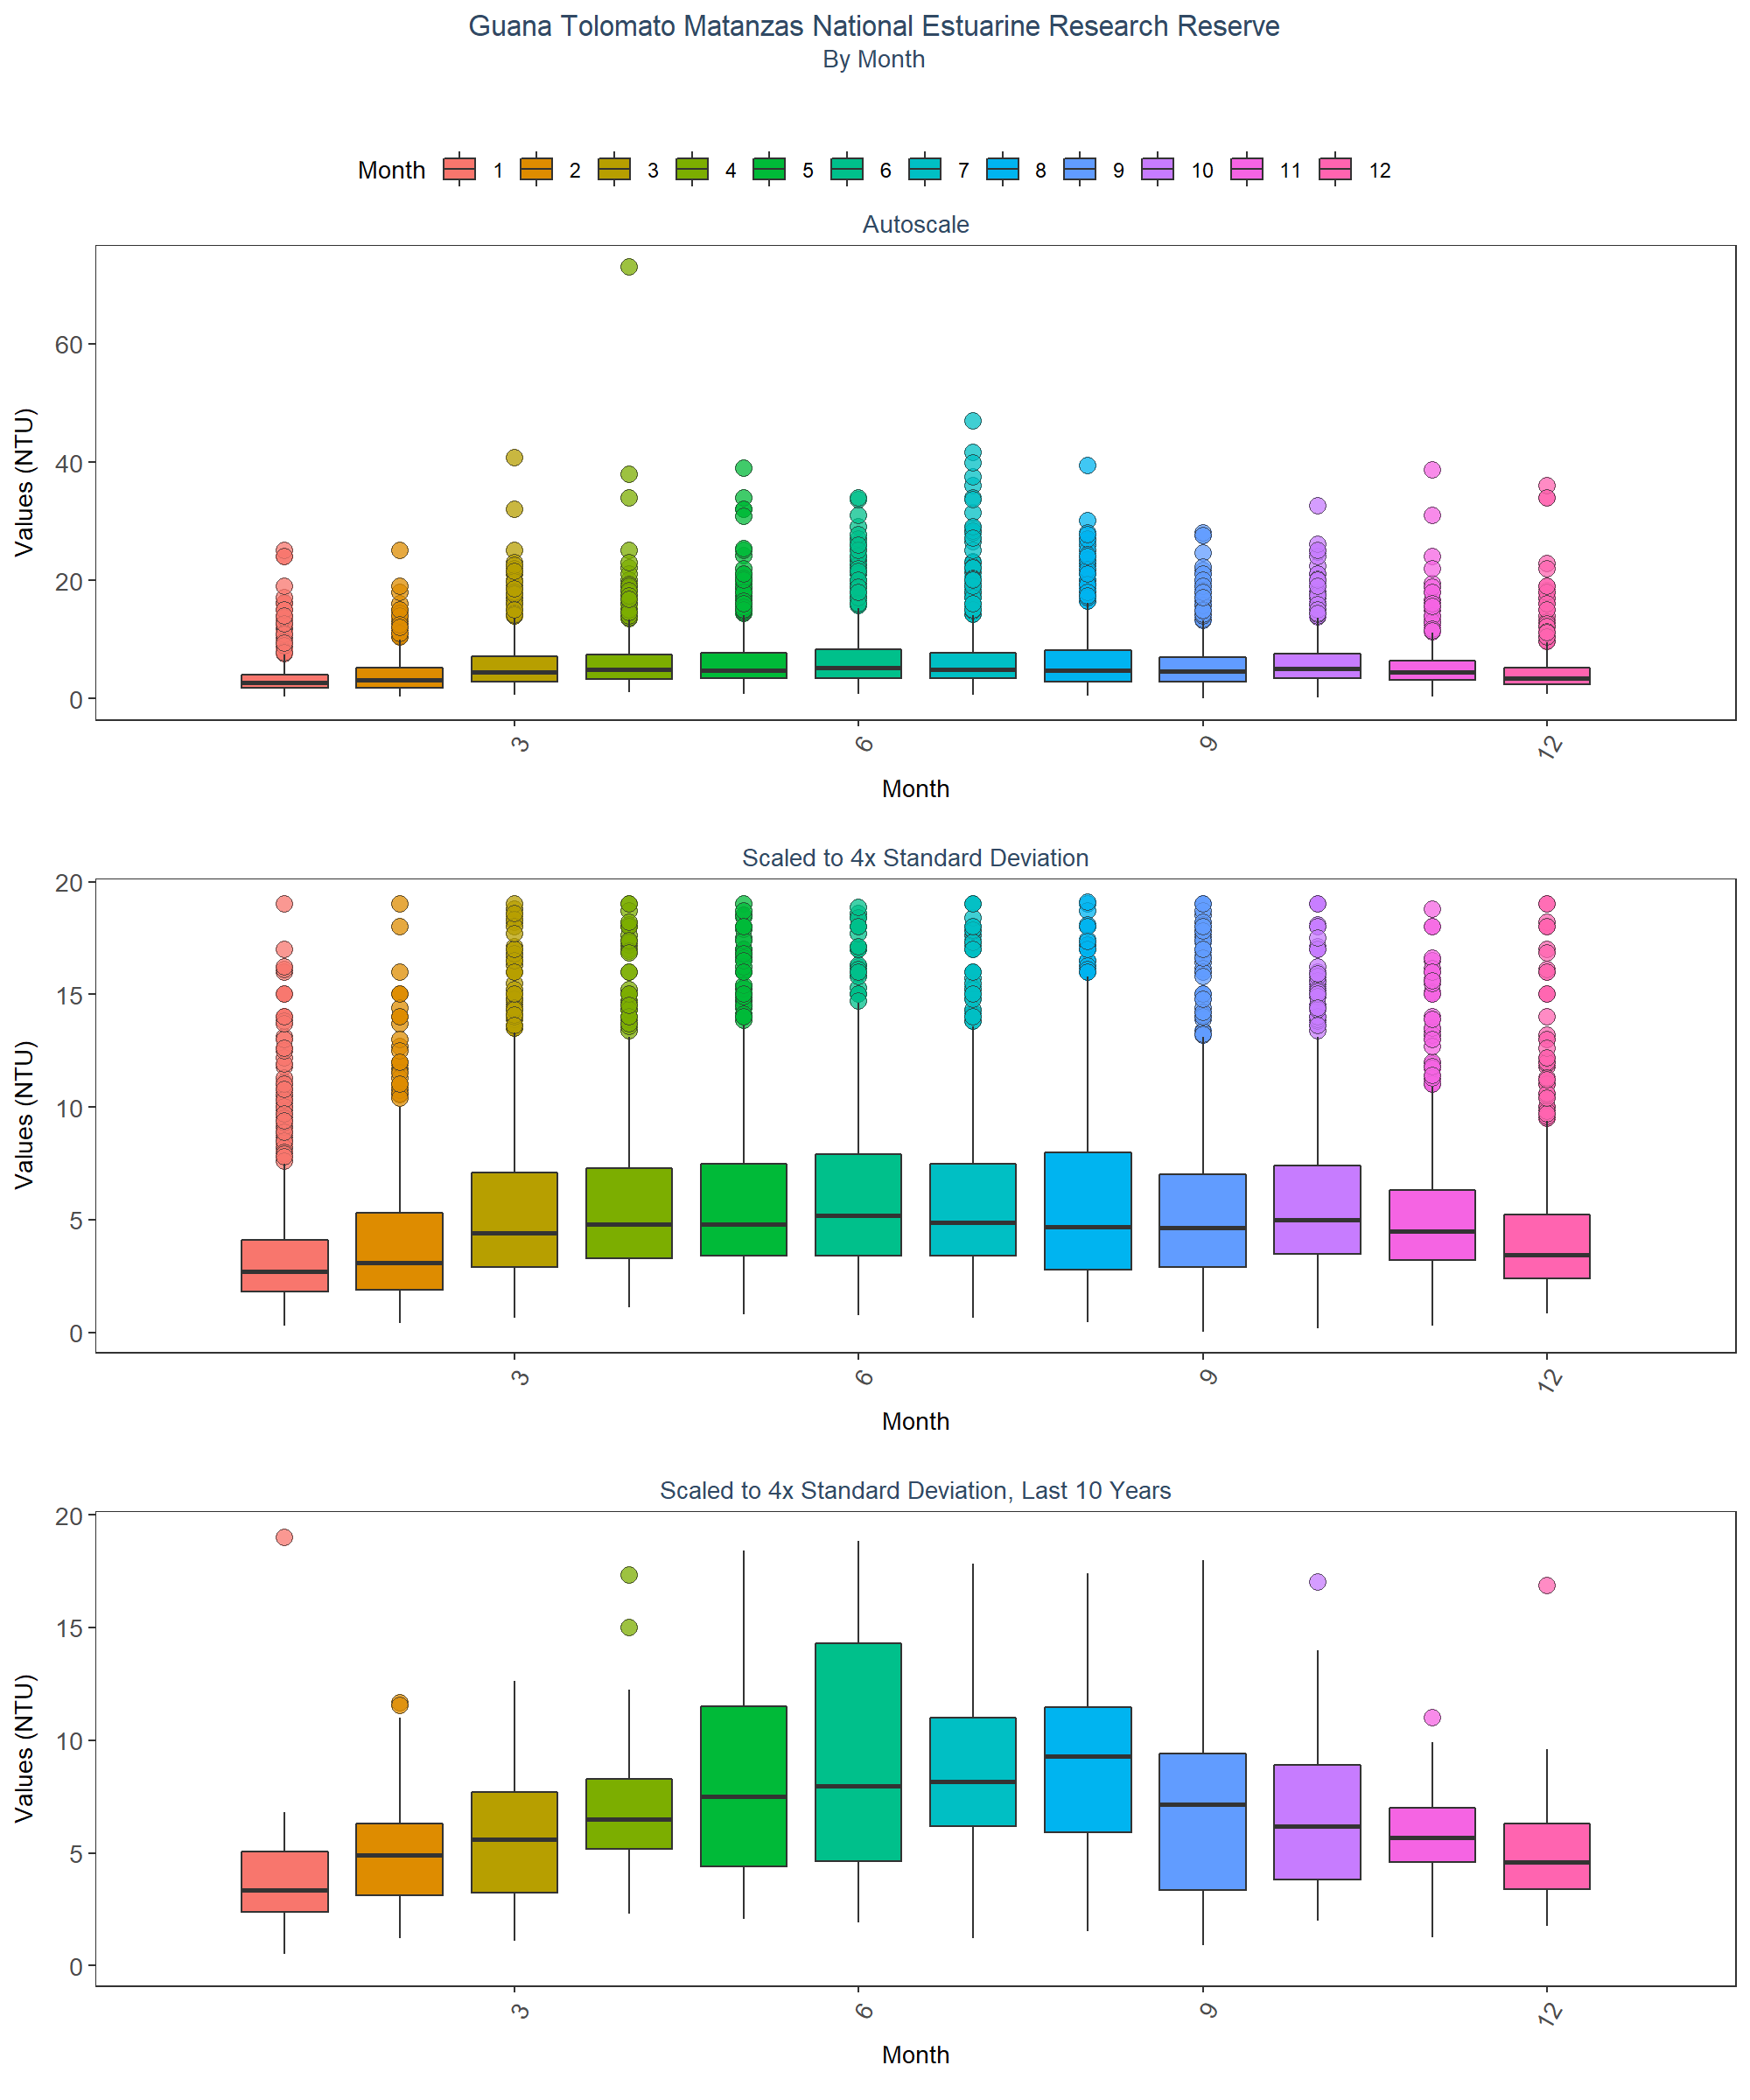 Guana Tolomato Matanzas National Estuarine Research Reserve
By Month
Month 1 2 3 4 5 6 7 8 9 10 11 12
Autoscale
Values (NTU)
60
40
20
0
3 6 9 12
Month
Scaled to 4x Standard Deviation
Values (NTU)
20
15
10
5
0
3 6 9 12
Month
Scaled to 4x Standard Deviation, Last 10 Years
Values (NTU)
20
15
10
5
0
3 6 9 12
Month